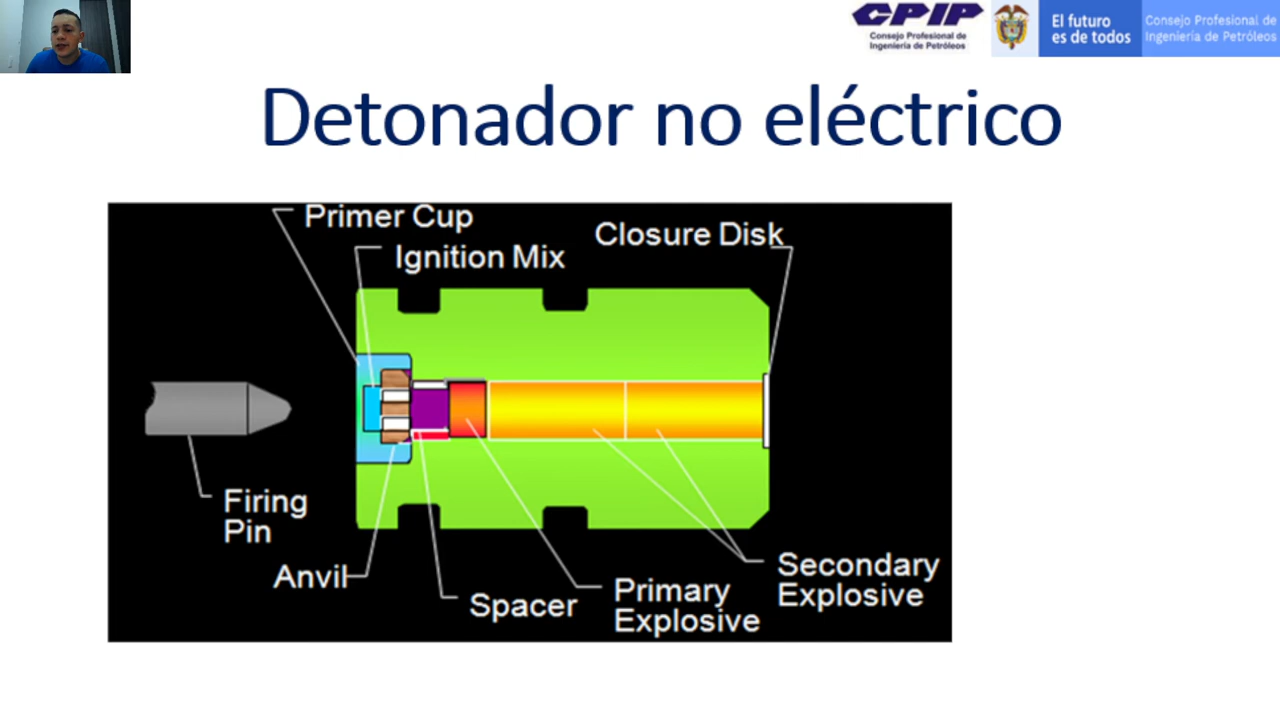 CPIP
Consejo Profesional de
Ingeniería de Petróleos
El futuro
es de todos
Consejo Profesional de
Ingeniería de Petróleos
Detonador no eléctrico
Primer Cup
Ignition Mix
Closure Disk
Firing
Pin
Anvil
Spacer
Primary
Explosive
Secondary
Explosive